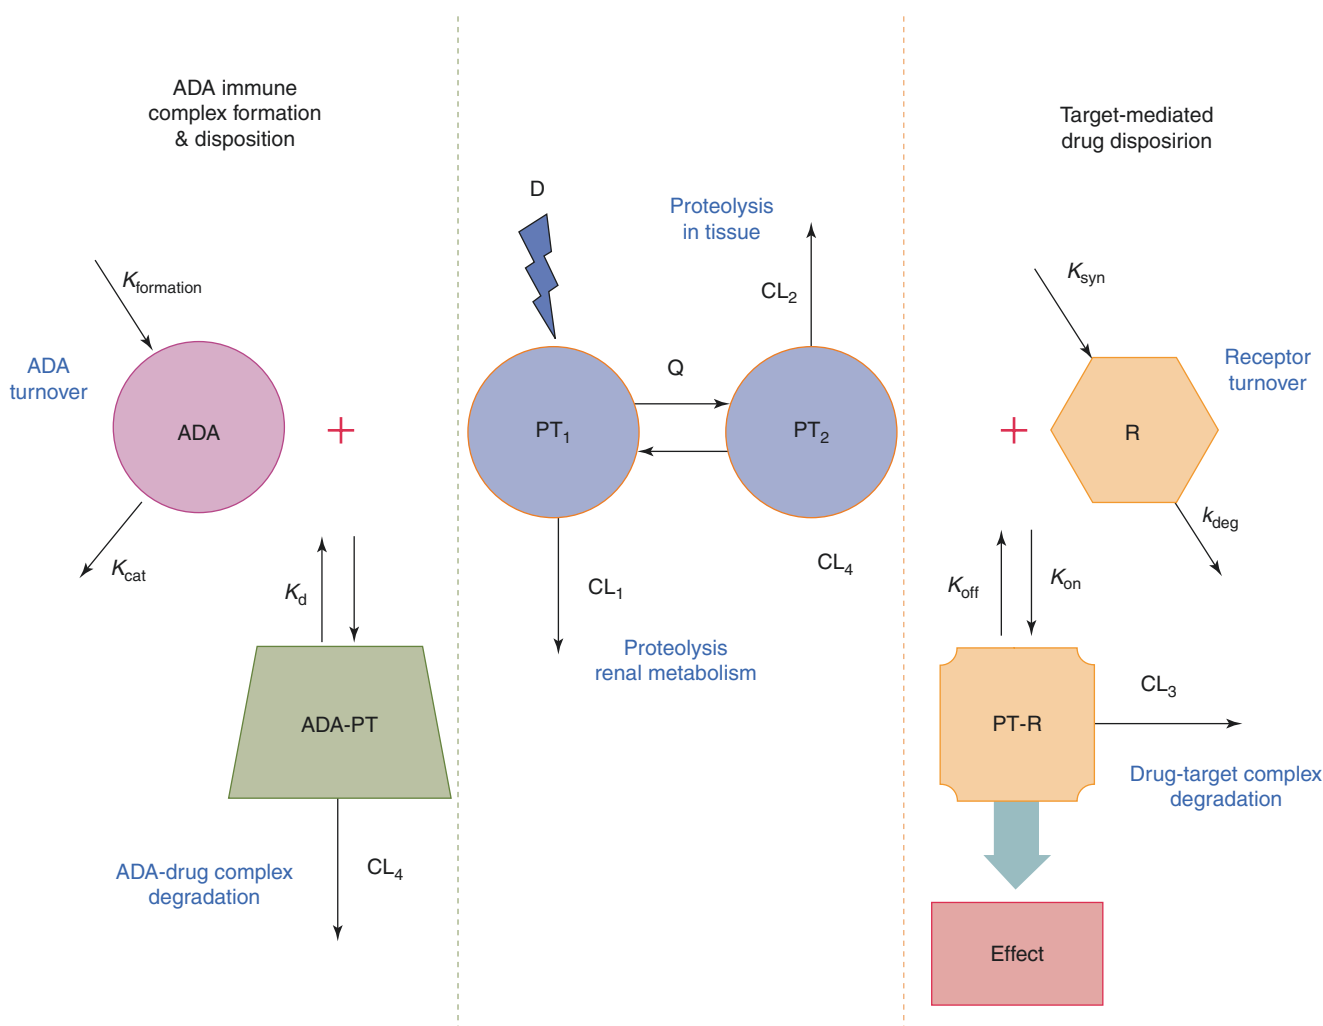 ADA immune
complex formation
& disposition
Target-mediated
drug disposirion
D
Proteolysis
in tissue
CL2
Kformation
Ksyn
ADA
turnover
Receptor
turnover
Q
ADA
+
PT1
PT2
+
R
kdeg
Kcat
Kd
CL1
CL4
Koff
Kon
Proteolysis
renal metabolism
CL3
ADA-PT
PT-R
Drug-target complex
degradation
ADA-drug complex
degradation
CL4
Effect